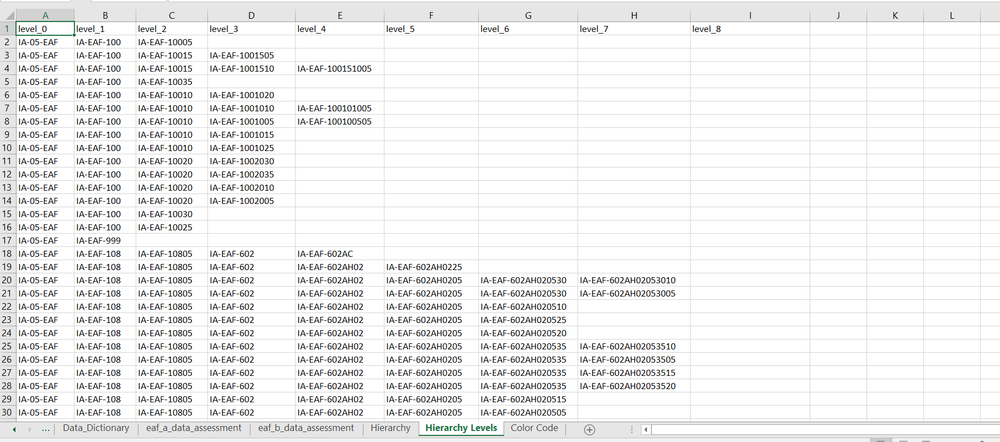 A B C D E F G H I J K L
1 level_0 level_1 level_2 level_3 level_4 level_5 level_6 level_7 level_8
2 IA-05-EAF IA-EAF-100 IA-EAF-10005
3 IA-05-EAF IA-EAF-100 IA-EAF-10015 IA-EAF-1001505
4 IA-05-EAF IA-EAF-100 IA-EAF-10015 IA-EAF-1001510 IA-EAF-100151005
5 IA-05-EAF IA-EAF-100 IA-EAF-10035
6 IA-05-EAF IA-EAF-100 IA-EAF-10010 IA-EAF-1001020
7 IA-05-EAF IA-EAF-100 IA-EAF-10010 IA-EAF-1001010 IA-EAF-100101005
8 IA-05-EAF IA-EAF-100 IA-EAF-10010 IA-EAF-1001005 IA-EAF-100100505
9 IA-05-EAF IA-EAF-100 IA-EAF-10010 IA-EAF-1001015
10 IA-05-EAF IA-EAF-100 IA-EAF-10010 IA-EAF-1001025
11 IA-05-EAF IA-EAF-100 IA-EAF-10020 IA-EAF-1002030
12 IA-05-EAF IA-EAF-100 IA-EAF-10020 IA-EAF-1002035
13 IA-05-EAF IA-EAF-100 IA-EAF-10020 IA-EAF-1002010
14 IA-05-EAF IA-EAF-100 IA-EAF-10020 IA-EAF-1002005
15 IA-05-EAF IA-EAF-100 IA-EAF-10030
16 IA-05-EAF IA-EAF-100 IA-EAF-10025
17 IA-05-EAF IA-EAF-999
18 IA-05-EAF IA-EAF-108 IA-EAF-10805 IA-EAF-602 IA-EAF-602AC
19 IA-05-EAF IA-EAF-108 IA-EAF-10805 IA-EAF-602 IA-EAF-602AH02 IA-EAF-602AH0225
20 IA-05-EAF IA-EAF-108 IA-EAF-10805 IA-EAF-602 IA-EAF-602AH02 IA-EAF-602AH0205 IA-EAF-602AH020530 IA-EAF-602AH02053010
21 IA-05-EAF IA-EAF-108 IA-EAF-10805 IA-EAF-602 IA-EAF-602AH02 IA-EAF-602AH0205 IA-EAF-602AH020530 IA-EAF-602AH02053005
22 IA-05-EAF IA-EAF-108 IA-EAF-10805 IA-EAF-602 IA-EAF-602AH02 IA-EAF-602AH0205 IA-EAF-602AH020510
23 IA-05-EAF IA-EAF-108 IA-EAF-10805 IA-EAF-602 IA-EAF-602AH02 IA-EAF-602AH0205 IA-EAF-602AH020525
24 IA-05-EAF IA-EAF-108 IA-EAF-10805 IA-EAF-602 IA-EAF-602AH02 IA-EAF-602AH0205 IA-EAF-602AH020520
25 IA-05-EAF IA-EAF-108 IA-EAF-10805 IA-EAF-602 IA-EAF-602AH02 IA-EAF-602AH0205 IA-EAF-602AH020535 IA-EAF-602AH02053510
26 IA-05-EAF IA-EAF-108 IA-EAF-10805 IA-EAF-602 IA-EAF-602AH02 IA-EAF-602AH0205 IA-EAF-602AH020535 IA-EAF-602AH02053505
27 IA-05-EAF IA-EAF-108 IA-EAF-10805 IA-EAF-602 IA-EAF-602AH02 IA-EAF-602AH0205 IA-EAF-602AH020535 IA-EAF-602AH02053515
28 IA-05-EAF IA-EAF-108 IA-EAF-10805 IA-EAF-602 IA-EAF-602AH02 IA-EAF-602AH0205 IA-EAF-602AH020535 IA-EAF-602AH02053520
29 IA-05-EAF IA-EAF-108 IA-EAF-10805 IA-EAF-602 IA-EAF-602AH02 IA-EAF-602AH0205 IA-EAF-602AH020515
30 IA-05-EAF IA-EAF-108 IA-EAF-10805 IA-EAF-602 IA-EAF-602AH02 IA-EAF-602AH0205 IA-EAF-602AH020505
... Data_Dictionary eaf_a_data_assessment eaf_b_data_assessment Hierarchy Hierarchy Levels Color Code